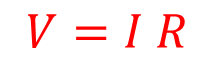 V = I R